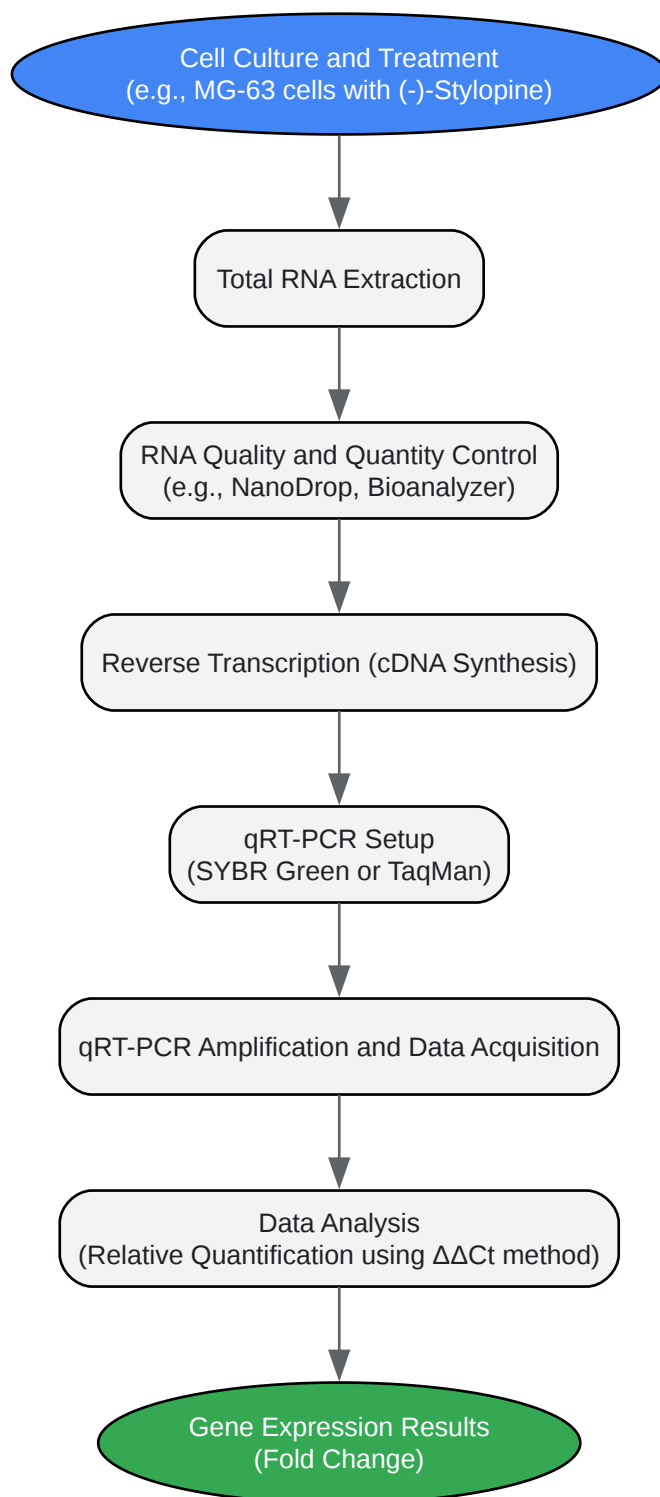 Cell Culture and Treatment
(e.g., MG-63 cells with (-)-Stylopine)
Total RNA Extraction
RNA Quality and Quantity Control
(e.g., NanoDrop, Bioanalyzer)
Reverse Transcription (cDNA Synthesis)
qRT-PCR Setup
(SYBR Green or TaqMan)
qRT-PCR Amplification and Data Acquisition
Data Analysis
(Relative Quantification using ΔΔCt method)
Gene Expression Results
(Fold Change)